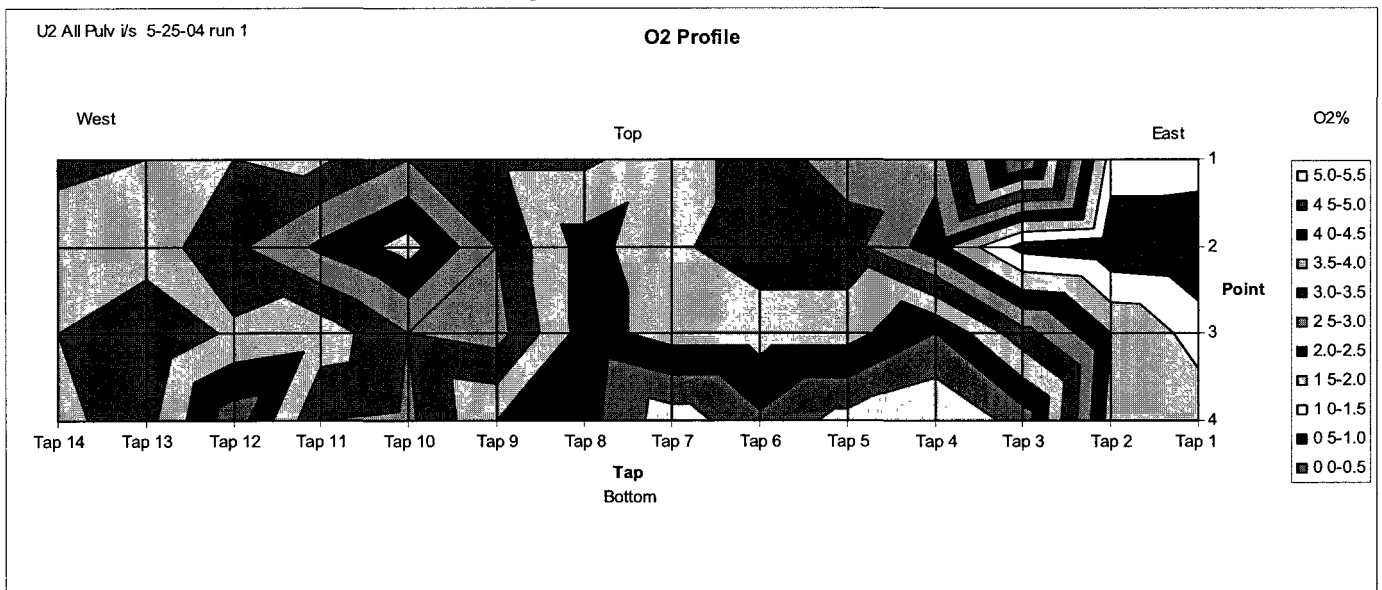 U2 All Pulv i/s 5-25-04 run 1
O2 Profile
West
Top
East
O2%
1
2
Point
3
4
5.0-5.5
4 5-5.0
4 0-4.5
3.5-4.0
3.0-3.5
2 5-3.0
2.0-2.5
1 5-2.0
1 0-1.5
0 5-1.0
0 0-0.5
Tap 14 Tap 13 Tap 12 Tap 11 Tap 10 Tap 9 Tap 8 Tap 7 Tap 6 Tap 5 Tap 4 Tap 3 Tap 2 Tap 1
Tap
Bottom